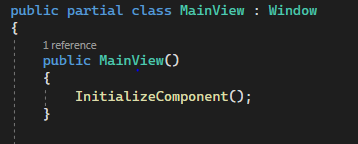 public partial class MainView : Window
{
1 reference
public MainView()
{
InitializeComponent();
}